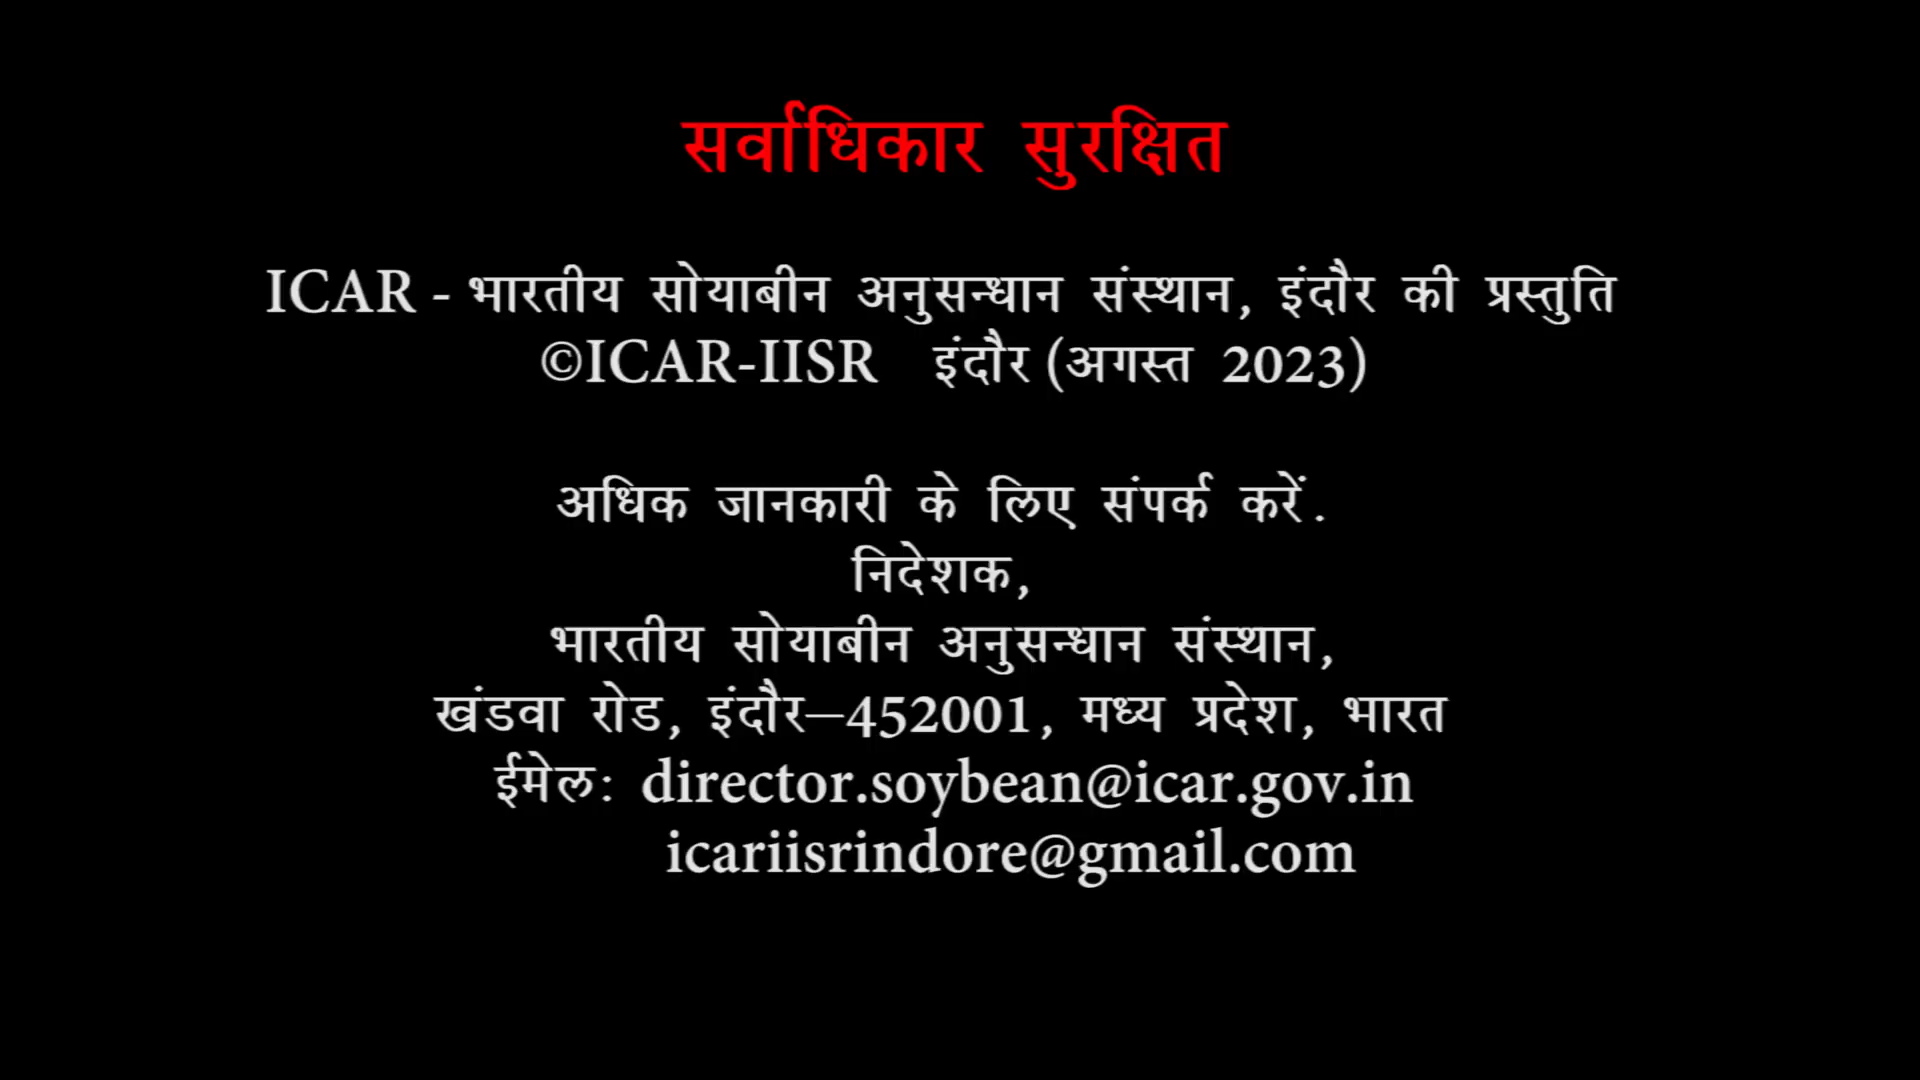 सर्वाधिकार सुरक्षित
ICAR - भारतीय सोयाबीन अनुसन्धान संस्थान, इंदौर की प्रस्तुति
©ICAR-IISR इंदौर (अगस्त 2023)
अधिक जानकारी के लिए संपर्क करें.
निदेशक,
भारतीय सोयाबीन अनुसन्धान संस्थान,
खंडवा रोड, इंदौर–452001, मध्य प्रदेश, भारत
ईमेल: director.soybean@icar.gov.in
icariisrindore@gmail.com